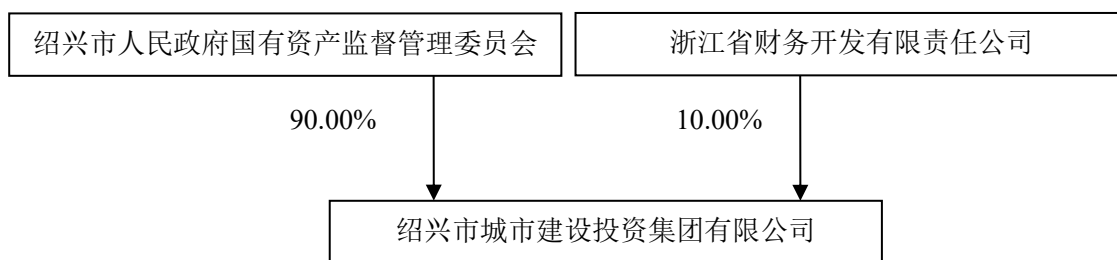 绍兴市人民政府国有资产监督管理委员会
浙江省财务开发有限责任公司
90.00%
10.00%
绍兴市城市建设投资集团有限公司